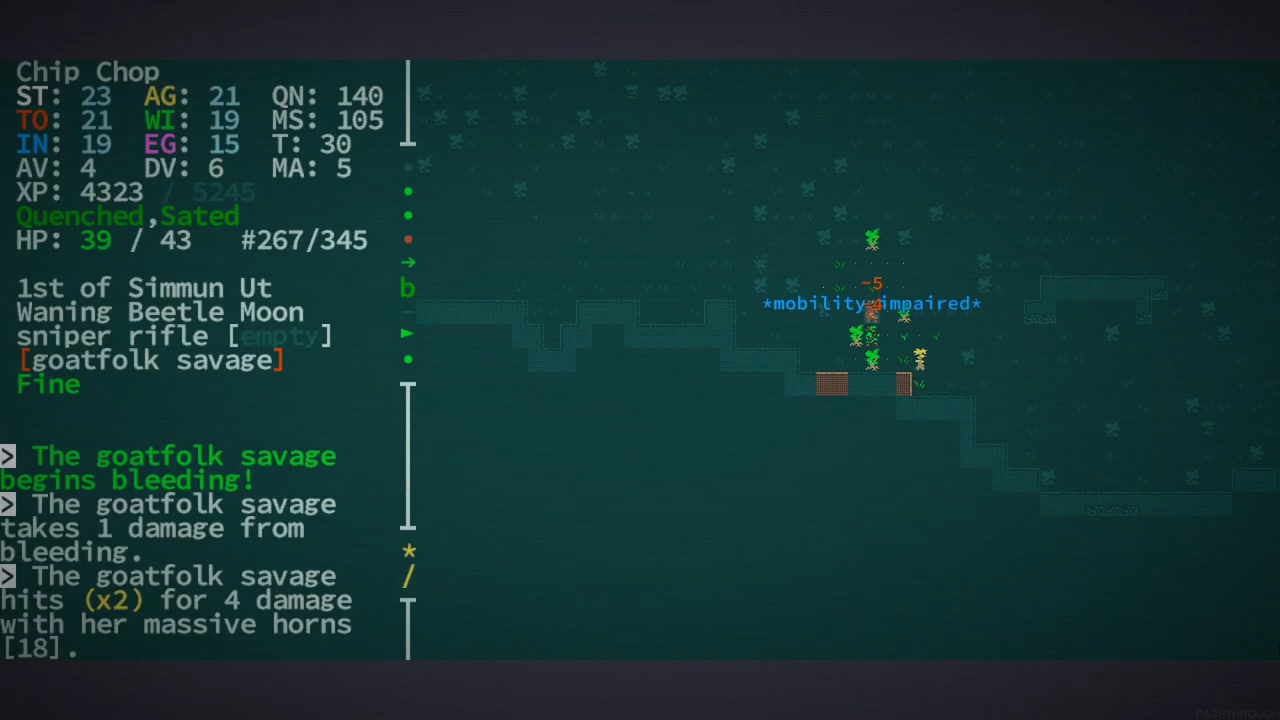 Chip Chop
ST: 23 AG: 21 QN: 140
TO: 21 WI: 19 MS: 105
IN: 19 EG: 15 T: 30
AV: 4 DV: 6 MA: 5
XP: 4323 / 5245
Quenched,Sated
HP: 39 / 43 #267/345
1st of Simmun Ut
Waning Beetle Moon
sniper rifle [empty]
[goatfolk savage]
Fine
> The goatfolk savage
begins bleeding!
> The goatfolk savage
takes 1 damage from
bleeding.
> The goatfolk savage
hits (x2) for 4 damage
with her massive horns
[18].
b
*
/
-5
*mobility impaired*
-4